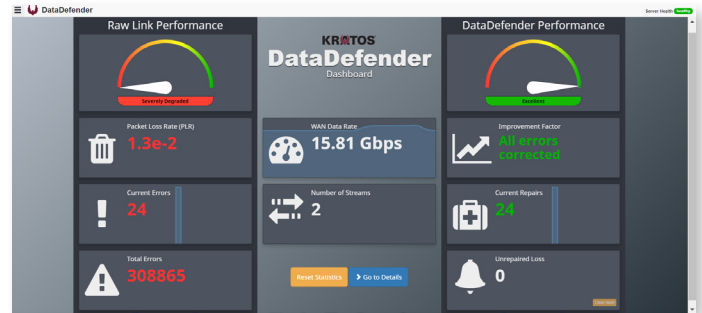 DataDefender
Server Health healthy
Raw Link Performance
Severely Degraded
Packet Loss Rate (PLR)
1.3e-2
Current Errors
24
Total Errors
308865
KRATOS
DataDefender
Dashboard
WAN Data Rate
15.81 Gbps
Number of Streams
2
Reset Statistics
Go to Details
DataDefender Performance
Excellent
Improvement Factor
All errors
corrected
Current Repairs
24
Unrepaired Loss
0